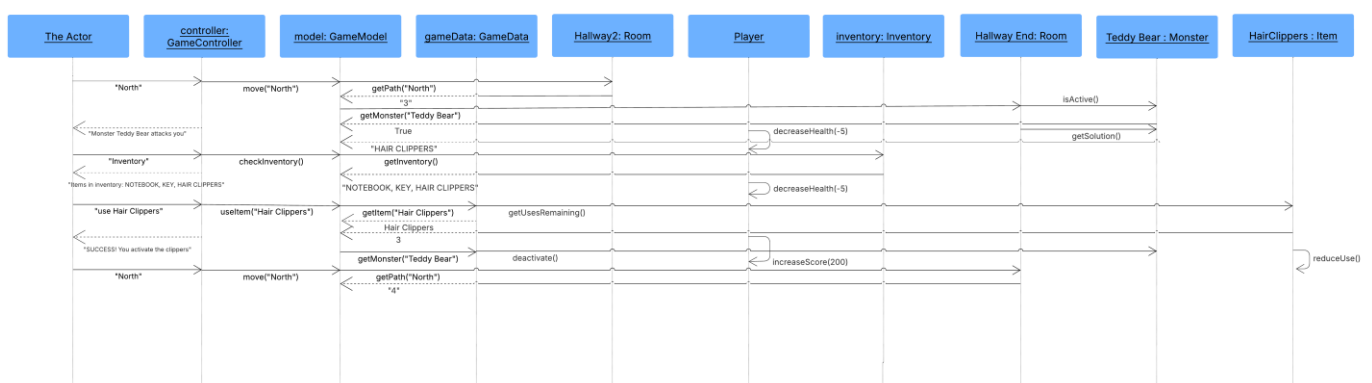 The Actor
controller:
GameController
model: GameModel
gameData: GameData
Hallway2: Room
Player
inventory: Inventory
Hallway End: Room
Teddy Bear : Monster
HairClippers : Item
"North"
move("North")
getPath("North")
"3"
isActive()
getMonster("Teddy Bear")
True
"Monster Teddy Bear attacks you"
decreaseHealth(-5)
getSolution()
"HAIR CLIPPERS"
"Inventory"
checkInventory()
getInventory()
"Items in inventory: NOTEBOOK, KEY, HAIR CLIPPERS"
"NOTEBOOK, KEY, HAIR CLIPPERS"
decreaseHealth(-5)
"use Hair Clippers"
useItem("Hair Clippers")
getItem("Hair Clippers")
getUsesRemaining()
Hair Clippers
3
"SUCCESS! You activate the clippers"
getMonster("Teddy Bear")
deactivate()
increaseScore(200)
reduceUse()
"North"
move("North")
getPath("North")
"4"